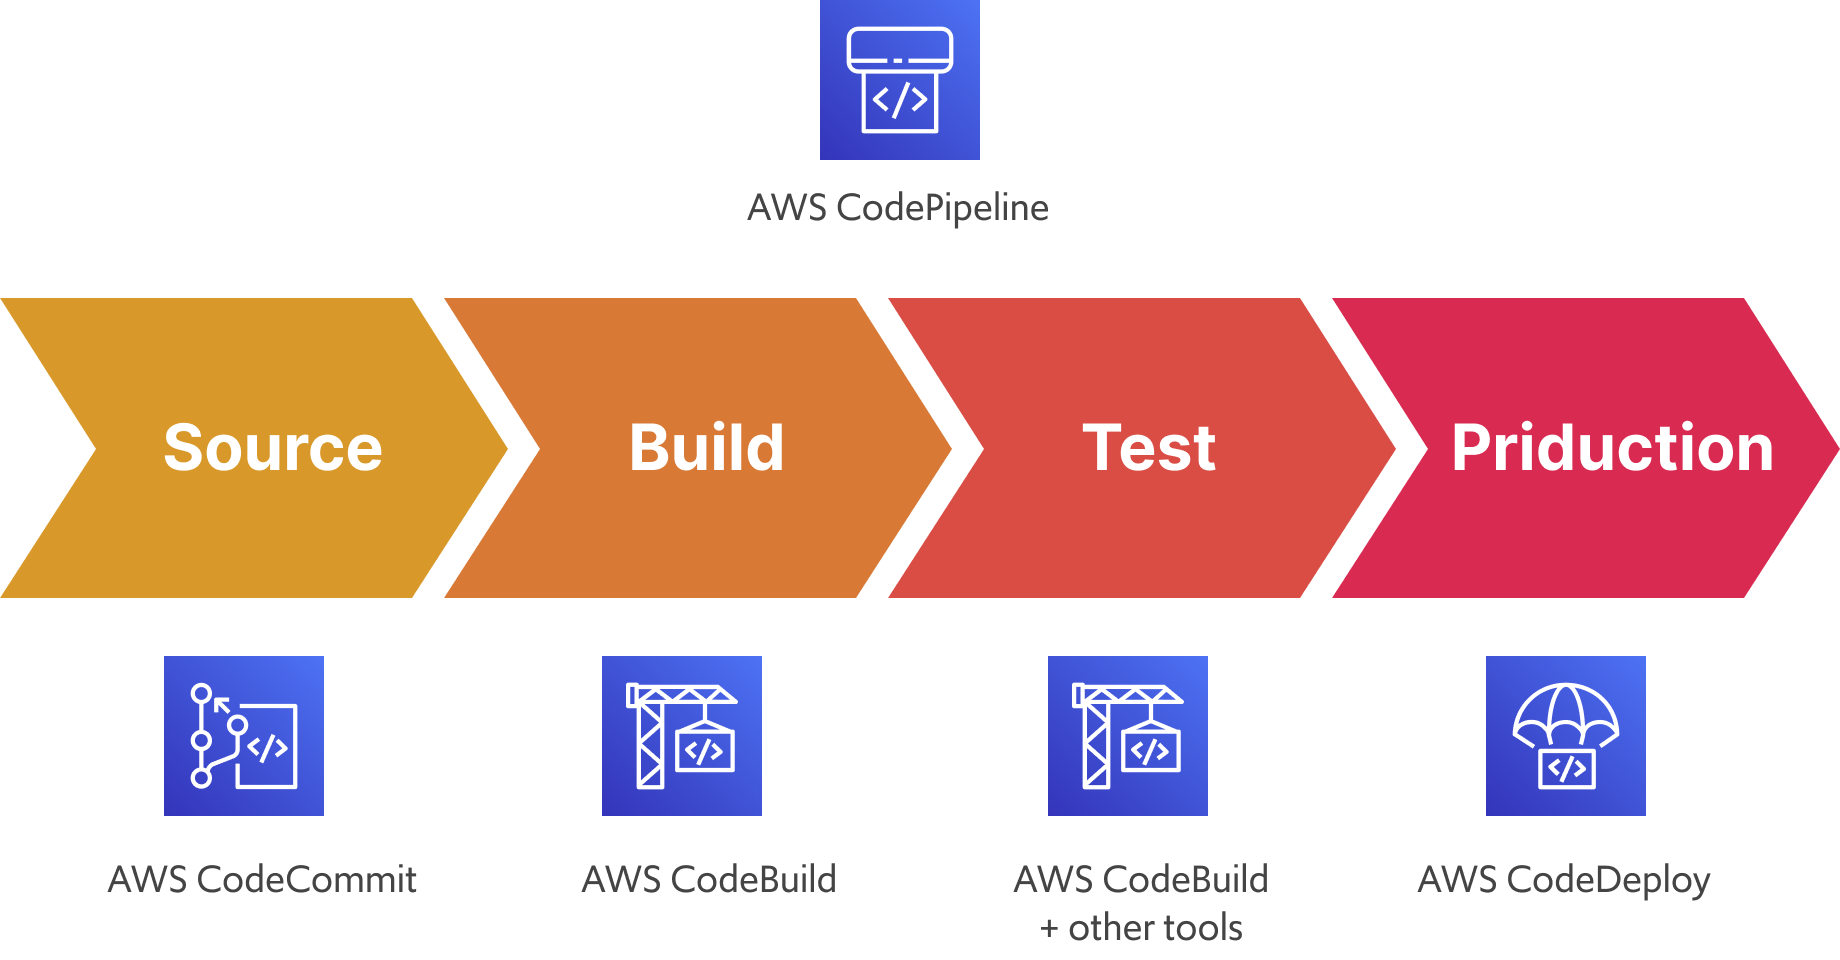 AWS CodePipeline
Source
Build
Test
Priduction
AWS CodeCommit
AWS CodeBuild
AWS CodeBuild
+ other tools
AWS CodeDeploy